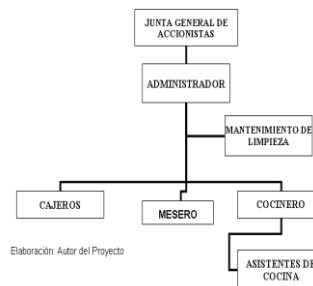 JUNTA GENERAL DE
ACCIONISTAS
ADMINISTRADOR
MANTENIMIENTO DE
LIMPIEZA
CAJEROS
MESERO
COCINERO
Elaboración: Autor del Proyecto
ASISTENTES DE
COCINA